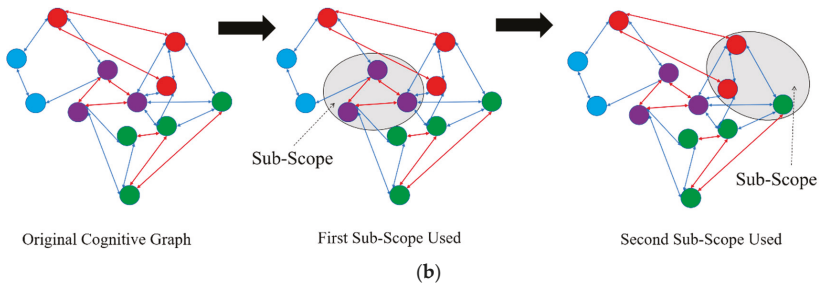 Sub-Scope
Sub-Scope
Original Cognitive Graph
First Sub-Scope Used
Second Sub-Scope Used
(b)